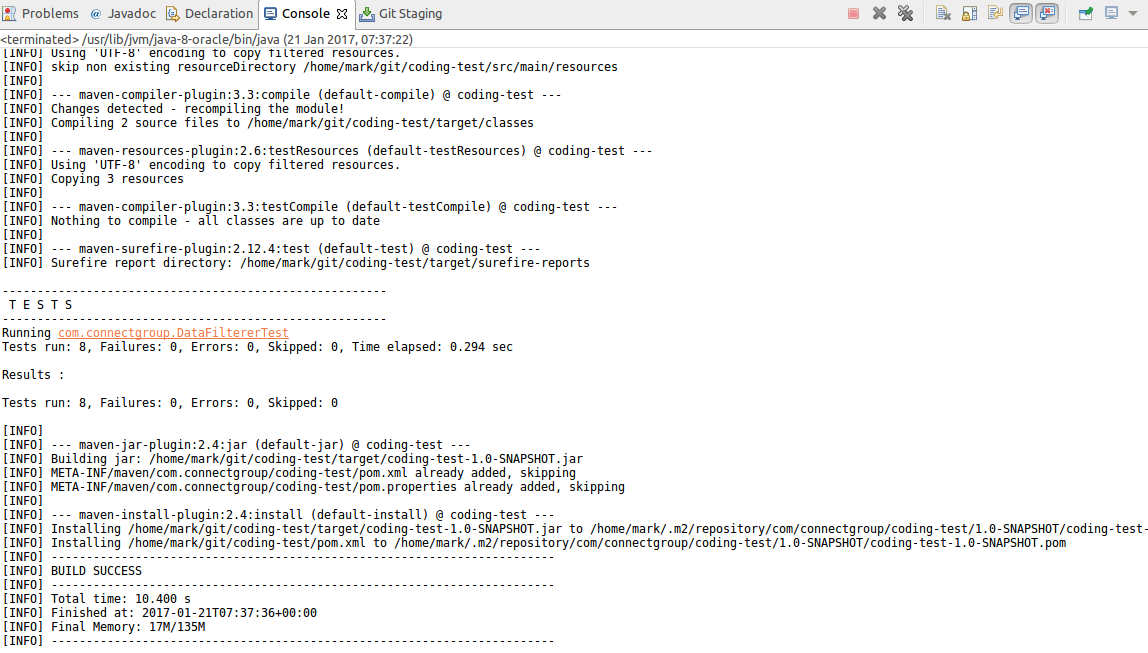 Problems @ Javadoc Declaration Console Git Staging
<terminated> /usr/lib/jvm/java-8-oracle/bin/java (21 Jan 2017, 07:37:22)
[INFO] Using 'UTF-8' encoding to copy filtered resources.
[INFO] skip non existing resourceDirectory /home/mark/git/coding-test/src/main/resources
[INFO]
[INFO] --- maven-compiler-plugin:3.3:compile (default-compile) @ coding-test ---
[INFO] Changes detected - recompiling the module!
[INFO] Compiling 2 source files to /home/mark/git/coding-test/target/classes
[INFO]
[INFO] --- maven-resources-plugin:2.6:testResources (default-testResources) @ coding-test ---
[INFO] Using 'UTF-8' encoding to copy filtered resources.
[INFO] Copying 3 resources
[INFO]
[INFO] --- maven-compiler-plugin:3.3:testCompile (default-testCompile) @ coding-test ---
[INFO] Nothing to compile - all classes are up to date
[INFO]
[INFO] --- maven-surefire-plugin:2.12.4:test (default-test) @ coding-test ---
[INFO] Surefire report directory: /home/mark/git/coding-test/target/surefire-reports
-------------------------------------------------------
T E S T S
-------------------------------------------------------
Running com.connectgroup.DataFiltererTest
Tests run: 8, Failures: 0, Errors: 0, Skipped: 0, Time elapsed: 0.294 sec
Results :
Tests run: 8, Failures: 0, Errors: 0, Skipped: 0
[INFO]
[INFO] --- maven-jar-plugin:2.4:jar (default-jar) @ coding-test ---
[INFO] Building jar: /home/mark/git/coding-test/target/coding-test-1.0-SNAPSHOT.jar
[INFO] META-INF/maven/com.connectgroup/coding-test/pom.xml already added, skipping
[INFO] META-INF/maven/com.connectgroup/coding-test/pom.properties already added, skipping
[INFO]
[INFO] --- maven-install-plugin:2.4:install (default-install) @ coding-test ---
[INFO] Installing /home/mark/git/coding-test/target/coding-test-1.0-SNAPSHOT.jar to /home/mark/.m2/repository/com/connectgroup/coding-test/1.0-SNAPSHOT/coding-test-
[INFO] Installing /home/mark/git/coding-test/pom.xml to /home/mark/.m2/repository/com/connectgroup/coding-test/1.0-SNAPSHOT/coding-test-1.0-SNAPSHOT.pom
[INFO] ------------------------------------------------------------------------
[INFO] BUILD SUCCESS
[INFO] ------------------------------------------------------------------------
[INFO] Total time: 10.400 s
[INFO] Finished at: 2017-01-21T07:37:36+00:00
[INFO] Final Memory: 17M/135M
[INFO] ------------------------------------------------------------------------